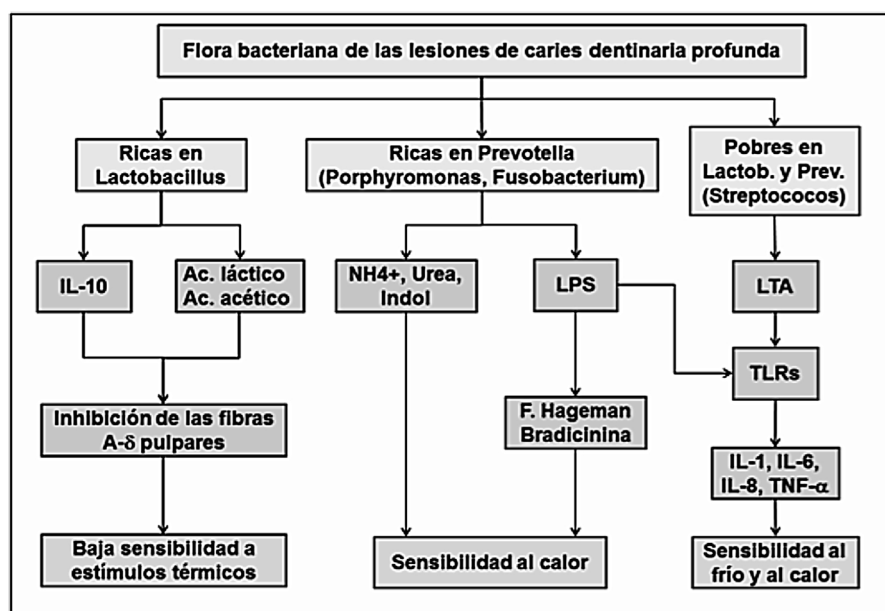 Flora bacteriana de las lesiones de caries dentinaria profunda
Ricas en
Lactobacillus
Ricas en Prevotella
(Porphyromonas, Fusobacterium)
Pobres en
Lactob. y Prev.
(Streptococos)
IL-10
Ac. láctico
Ac. acético
NH4+, Urea,
Indol
LPS
LTA
TLRs
Inhibición de las fibras
A-δ pulpares
F. Hageman
Bradicinina
IL-1, IL-6,
IL-8, TNF-α
Baja sensibilidad a
estímulos térmicos
Sensibilidad al calor
Sensibilidad al
frío y al calor